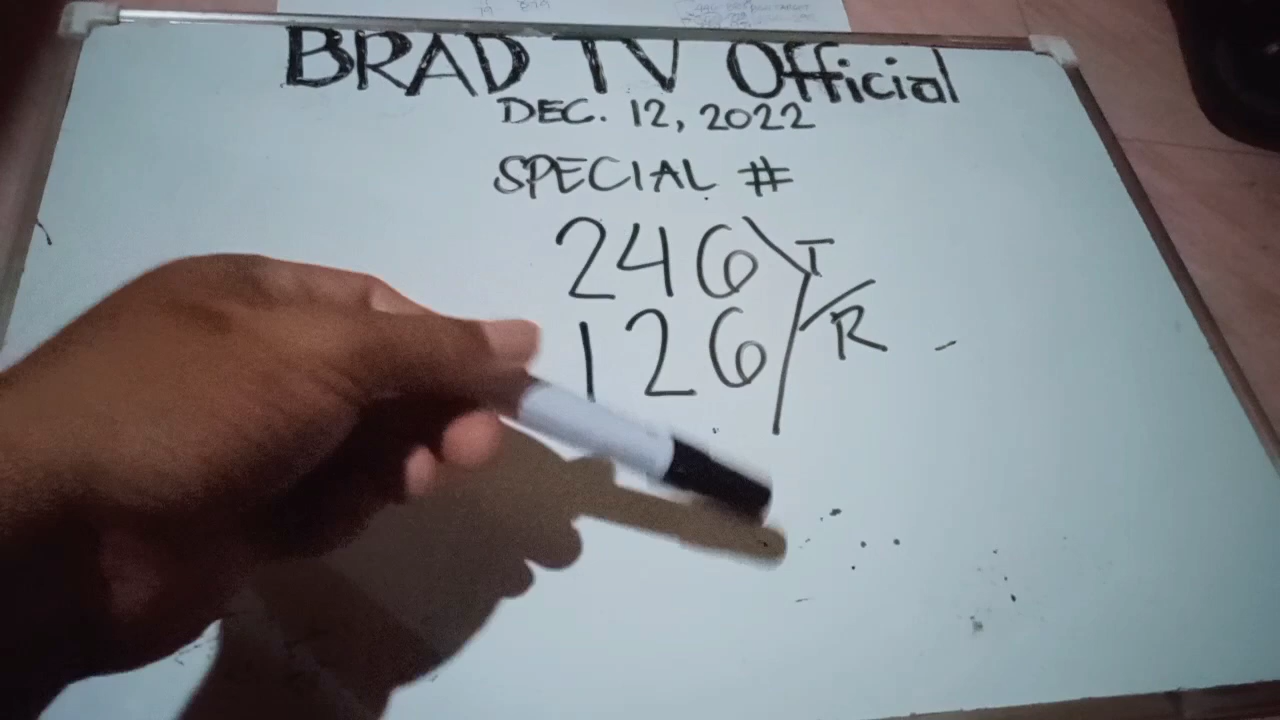 BRAD TV Official
DEC. 12, 2022
SPECIAL #
246 T
126 R